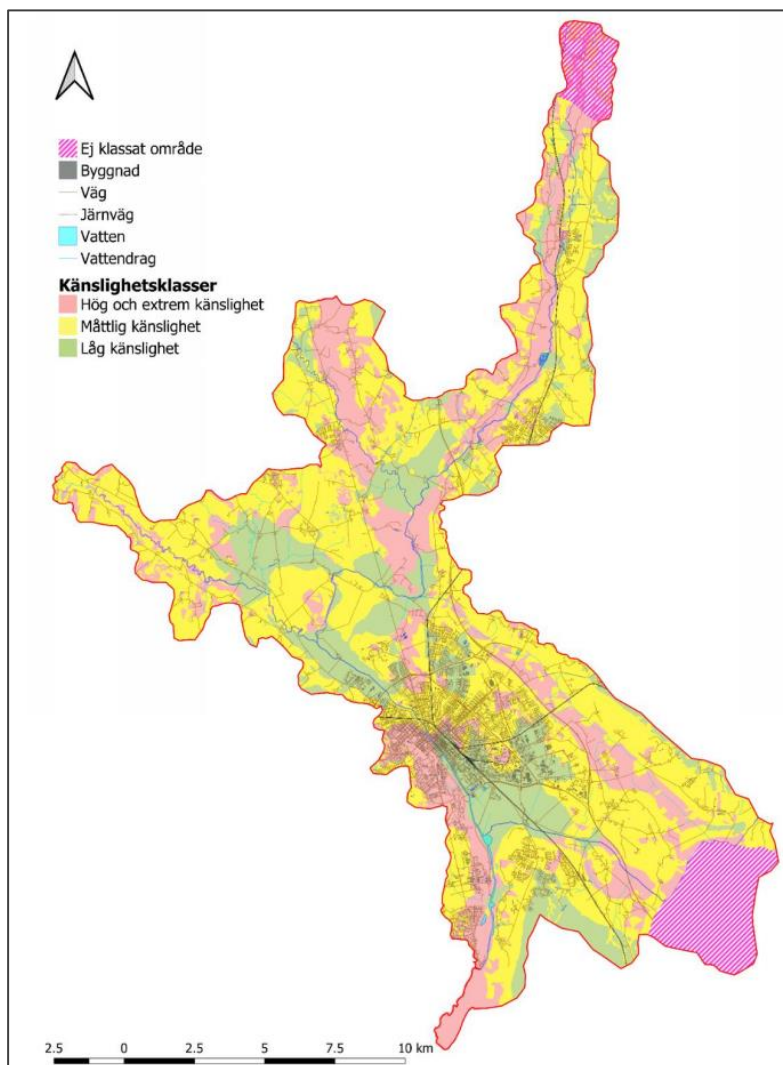 Ej klassat område
Byggnad
Väg
Järnväg
Vatten
Vattendrag
Känslighetsklasser
Hög och extrem känslighet
Måttlig känslighet
Låg känslighet
2.5 0 2.5 5 7.5 10 km